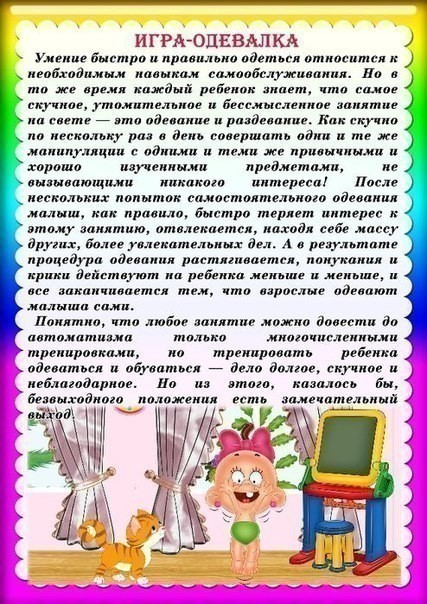 ИГРА-ОДЕВАЛКА
Умение быстро и правильно одеться относится к
необходимым навыкам самообслуживания. Но в
то же время каждый ребенок знает, что самое
скучное, утомительное и бессмысленное занятие
на свете — это одевание и раздевание. Как скучно
по нескольку раз в день совершать одни и те же
манипуляции с одними и теми же привычными и
хорошо изученными предметами, не
вызывающими никакого интереса! После
нескольких попыток самостоятельного одевания
малыш, как правило, быстро теряет интерес к
этому занятию, отвлекается, находя себе массу
других, более увлекательных дел. А в результате
процедура одевания растягивается, понукания и
крики действуют на ребенка меньше и меньше, и
все заканчивается тем, что взрослые одевают
малыша сами.
Понятно, что любое занятие можно довести до
автоматизма только многочисленными
тренировками, но тренировать ребенка
одеваться и обуваться — дело долгое, скучное и
неблагодарное. Но из этого, казалось бы,
безвыходного положения есть замечательный
выход.